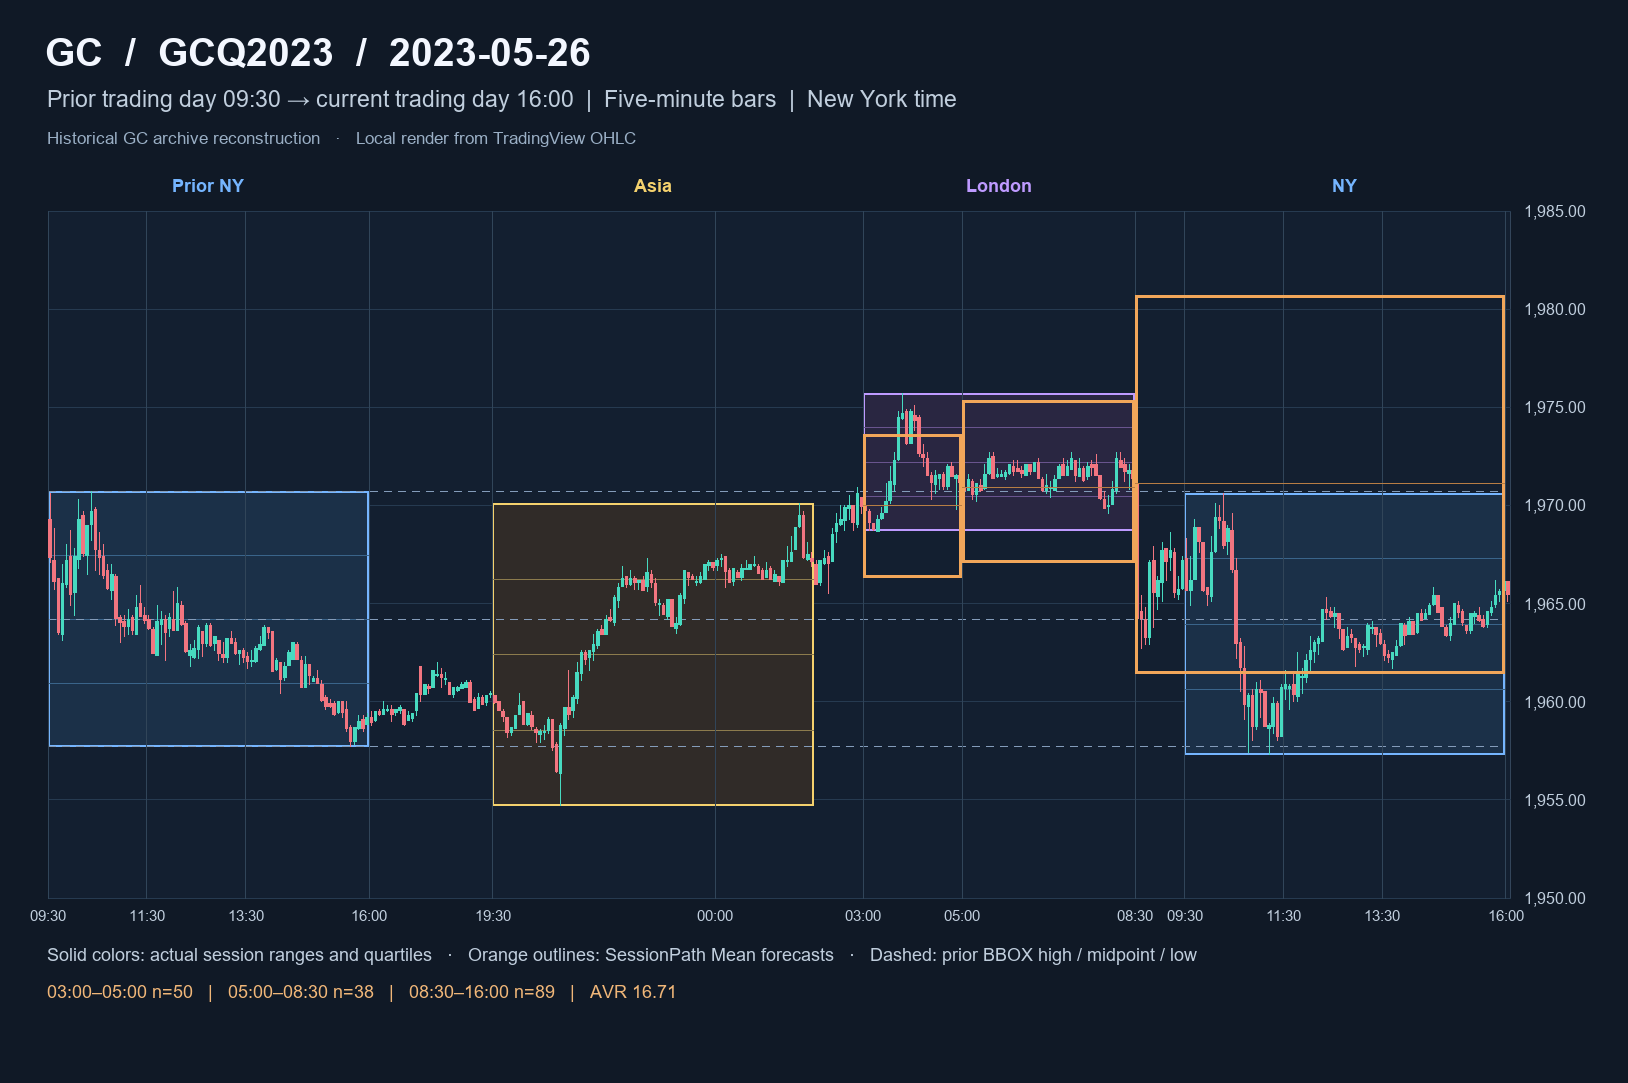 GC / GCQ2023 / 2023-05-26
Prior trading day 09:30 → current trading day 16:00 | Five-minute bars | New York time
Historical GC archive reconstruction · Local render from TradingView OHLC
Prior NY Asia London NY
1,985.00
1,980.00
1,975.00
1,970.00
1,965.00
1,960.00
1,955.00
1,950.00
09:30 11:30 13:30 16:00 19:30 00:00 03:00 05:00 08:30 09:30 11:30 13:30 16:00
Solid colors: actual session ranges and quartiles · Orange outlines: SessionPath Mean forecasts · Dashed: prior BBOX high / midpoint / low
03:00–05:00 n=50 | 05:00–08:30 n=38 | 08:30–16:00 n=89 | AVR 16.71